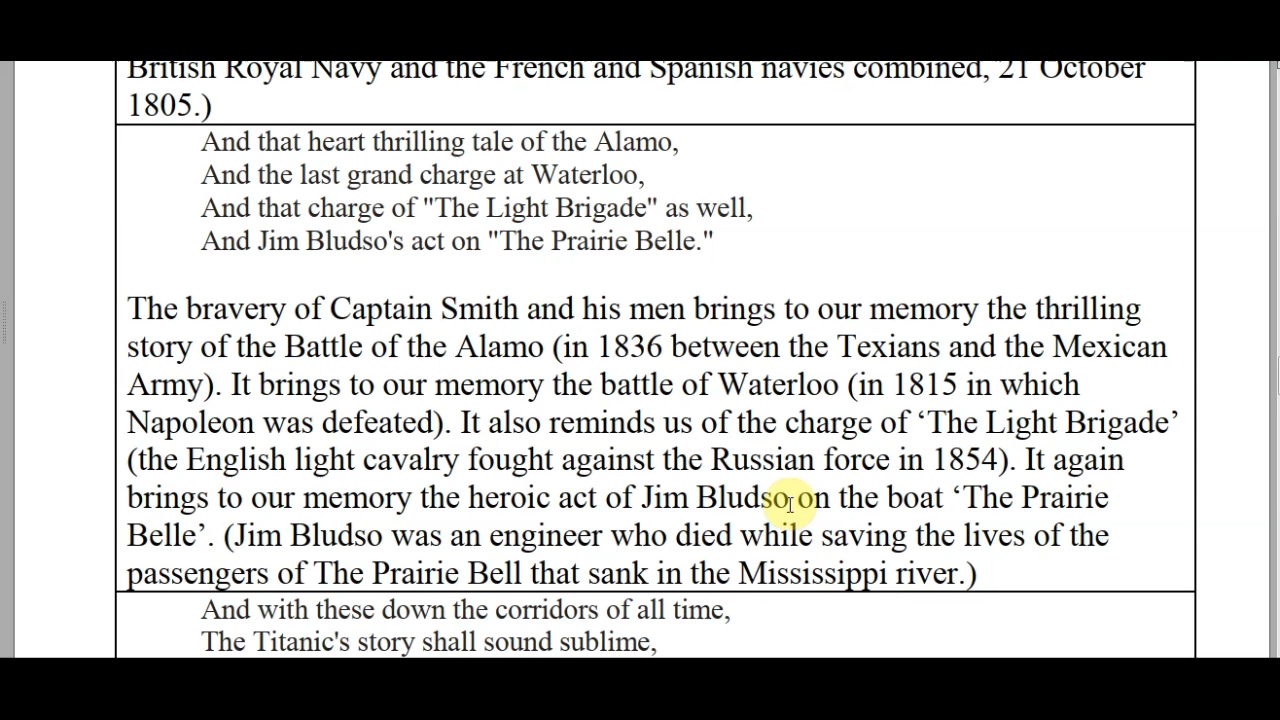 British Royal Navy and the French and Spanish navies combined, 21 October
1805.)
And that heart thrilling tale of the Alamo,
And the last grand charge at Waterloo,
And that charge of "The Light Brigade" as well,
And Jim Bludso's act on "The Prairie Belle."
The bravery of Captain Smith and his men brings to our memory the thrilling
story of the Battle of the Alamo (in 1836 between the Texians and the Mexican
Army). It brings to our memory the battle of Waterloo (in 1815 in which
Napoleon was defeated). It also reminds us of the charge of ‘The Light Brigade’
(the English light cavalry fought against the Russian force in 1854). It again
brings to our memory the heroic act of Jim Bludso on the boat ‘The Prairie
Belle’. (Jim Bludso was an engineer who died while saving the lives of the
passengers of The Prairie Bell that sank in the Mississippi river.)
And with these down the corridors of all time,
The Titanic's story shall sound sublime,